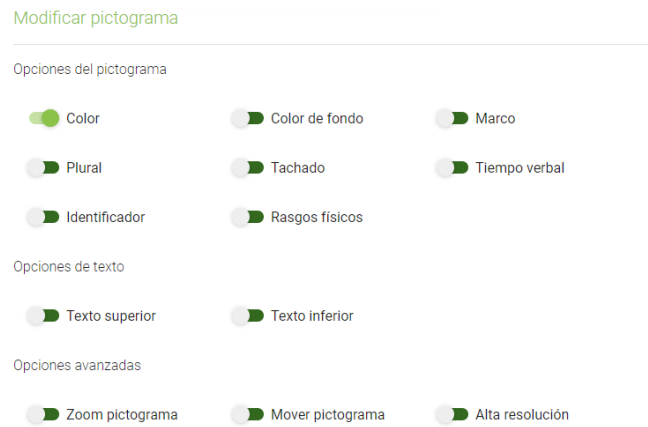 Modificar pictograma
Opciones del pictograma
Color Color de fondo Marco
Plural Tachado Tiempo verbal
Identificador Rasgos físicos
Opciones de texto
Texto superior Texto inferior
Opciones avanzadas
Zoom pictograma Mover pictograma Alta resolución